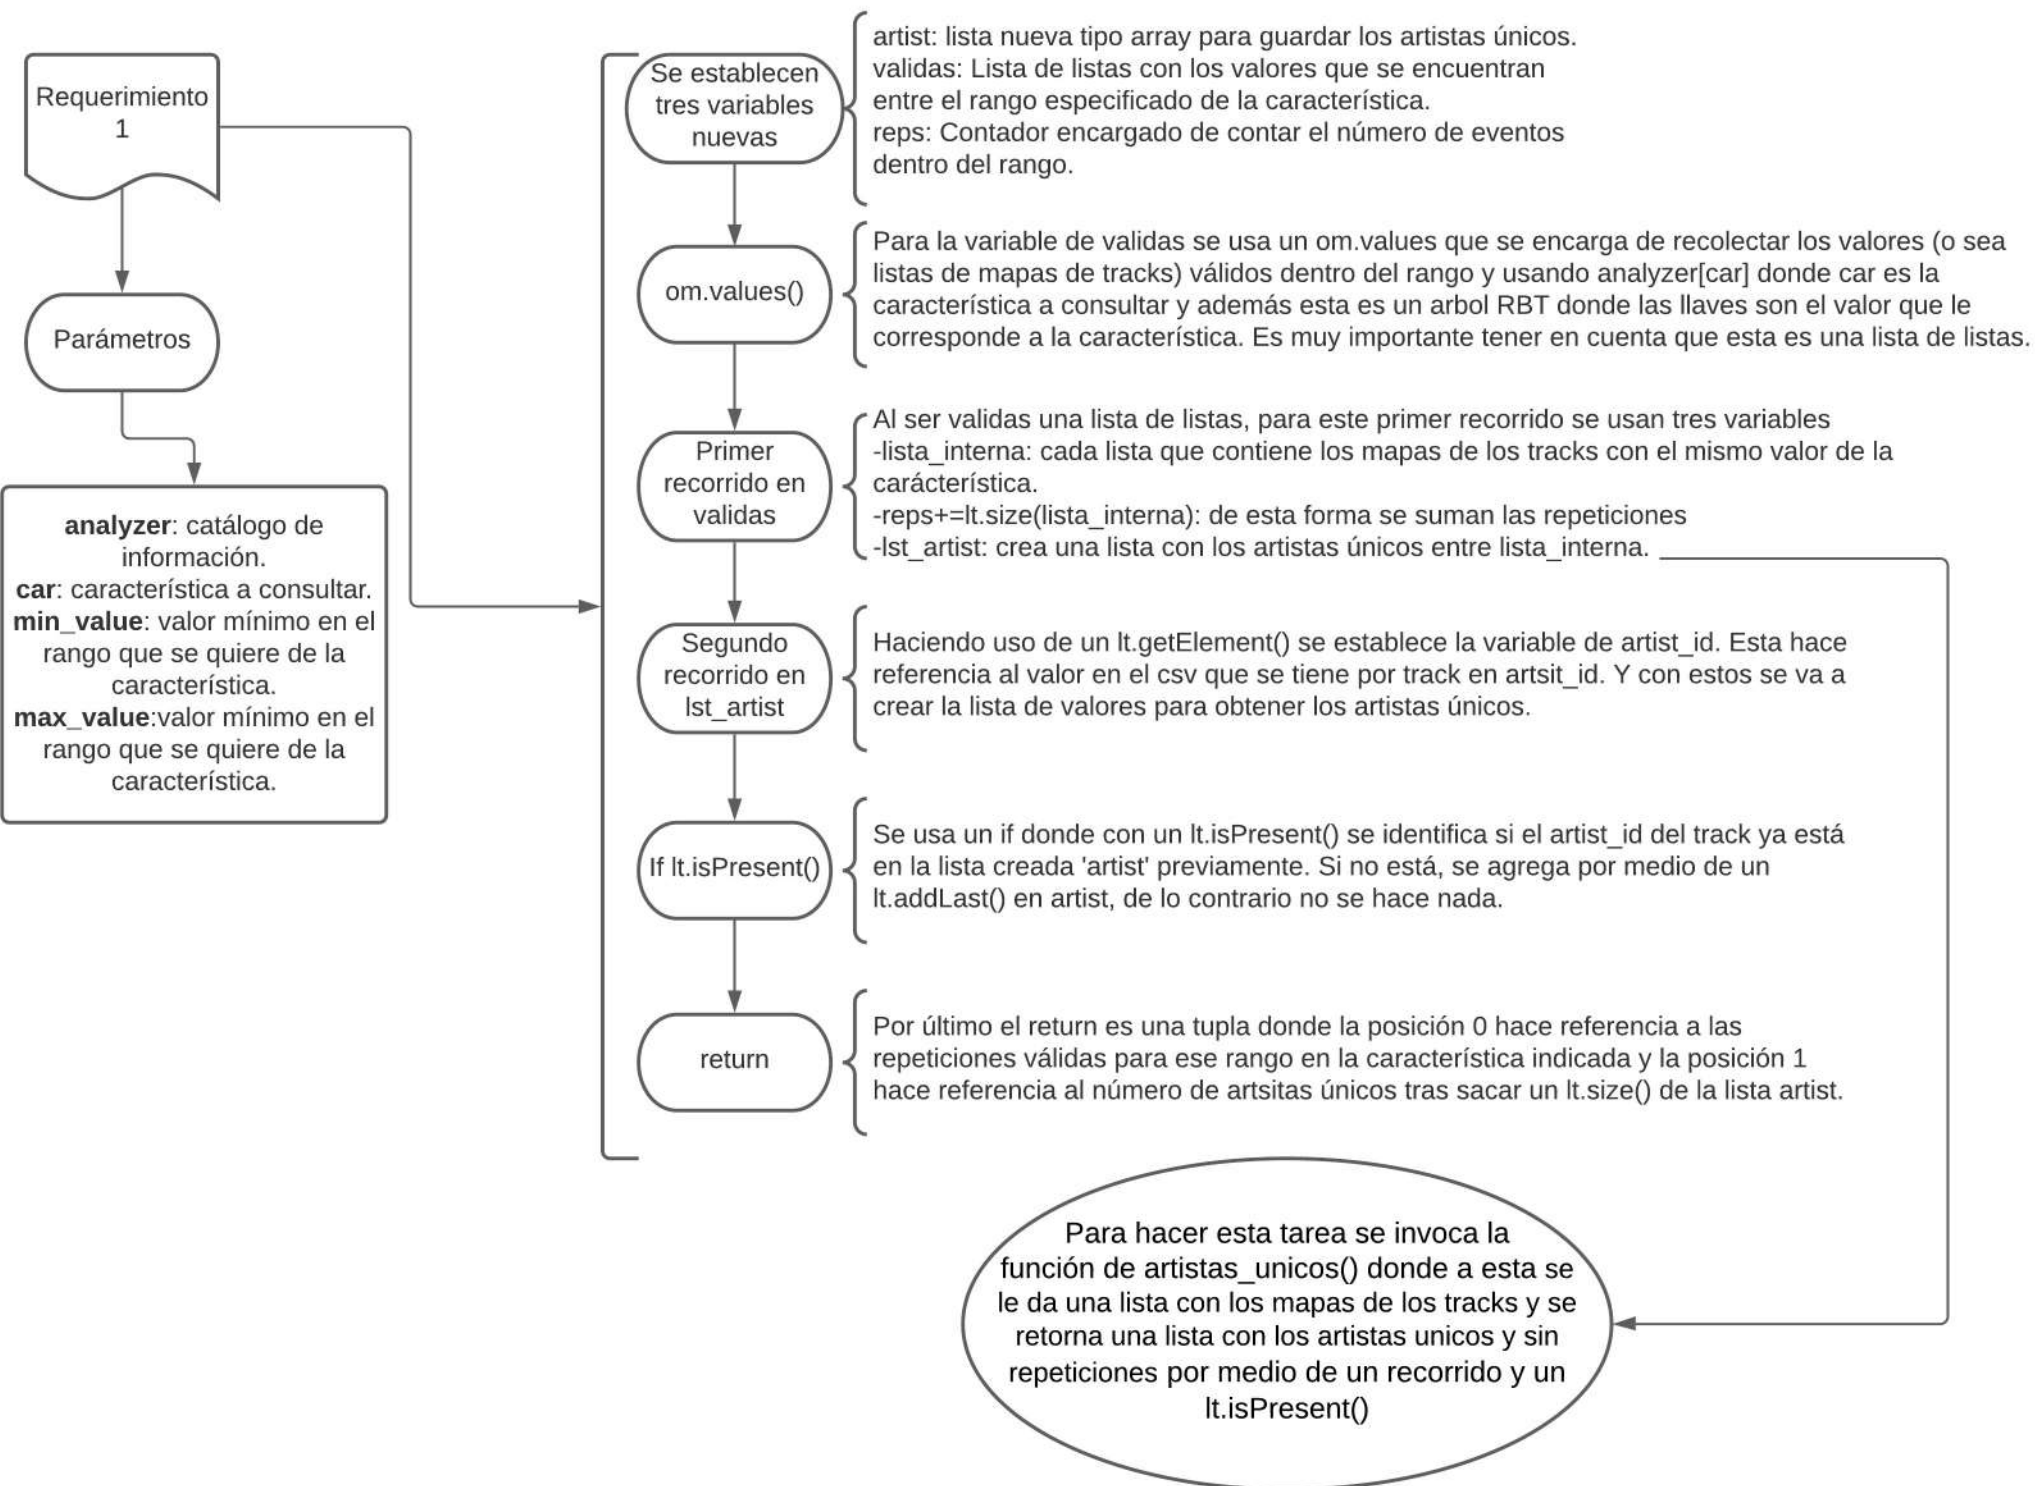 Requerimiento
1
Parámetros
analyzer: catálogo de
información.
car: característica a consultar.
min_value: valor mínimo en el
rango que se quiere de la
característica.
max_value:valor mínimo en el
rango que se quiere de la
característica.
Se establecen
tres variables
nuevas
artist: lista nueva tipo array para guardar los artistas únicos.
validas: Lista de listas con los valores que se encuentran
entre el rango especificado de la característica.
reps: Contador encargado de contar el número de eventos
dentro del rango.
om.values()
Para la variable de validas se usa un om.values que se encarga de recolectar los valores (o sea
listas de mapas de tracks) válidos dentro del rango y usando analyzer[car] donde car es la
característica a consultar y además esta es un arbol RBT donde las llaves son el valor que le
corresponde a la característica. Es muy importante tener en cuenta que esta es una lista de listas.
Primer
recorrido en
validas
Al ser validas una lista de listas, para este primer recorrido se usan tres variables
-lista_interna: cada lista que contiene los mapas de los tracks con el mismo valor de la
carácterística.
-reps+=lt.size(lista_interna): de esta forma se suman las repeticiones
-lst_artist: crea una lista con los artistas únicos entre lista_interna.
Segundo
recorrido en
lst_artist
Haciendo uso de un lt.getElement() se establece la variable de artist_id. Esta hace
referencia al valor en el csv que se tiene por track en artsit_id. Y con estos se va a
crear la lista de valores para obtener los artistas únicos.
If lt.isPresent()
Se usa un if donde con un lt.isPresent() se identifica si el artist_id del track ya está
en la lista creada 'artist' previamente. Si no está, se agrega por medio de un
lt.addLast() en artist, de lo contrario no se hace nada.
return
Por último el return es una tupla donde la posición 0 hace referencia a las
repeticiones válidas para ese rango en la característica indicada y la posición 1
hace referencia al número de artsitas únicos tras sacar un lt.size() de la lista artist.
Para hacer esta tarea se invoca la
función de artistas_unicos() donde a esta se
le da una lista con los mapas de los tracks y se
retorna una lista con los artistas unicos y sin
repeticiones por medio de un recorrido y un
lt.isPresent()